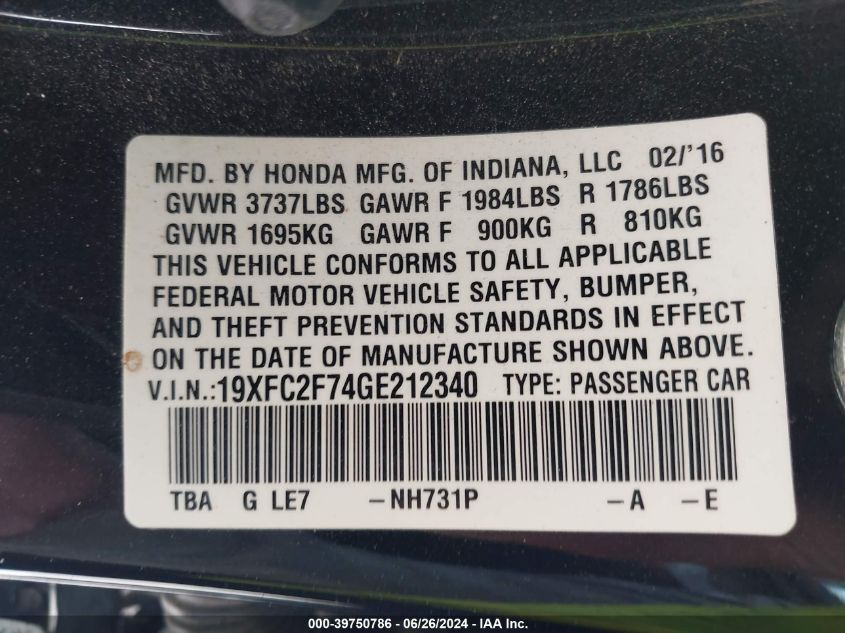 MFD. BY HONDA MFG. OF INDIANA, LLC 02/'16
GVWR 3737LBS GAWR F 1984LBS R 1786LBS
GVWR 1695KG GAWR F 900KG R 810KG
THIS VEHICLE CONFORMS TO ALL APPLICABLE
FEDERAL MOTOR VEHICLE SAFETY, BUMPER,
AND THEFT PREVENTION STANDARDS IN EFFECT
ON THE DATE OF MANUFACTURE SHOWN ABOVE.
V.I.N.:19XFC2F74GE212340 TYPE: PASSENGER CAR
TBA G LE7 -NH731P -A -E
000-39750786 - 06/26/2024 - IAA Inc.